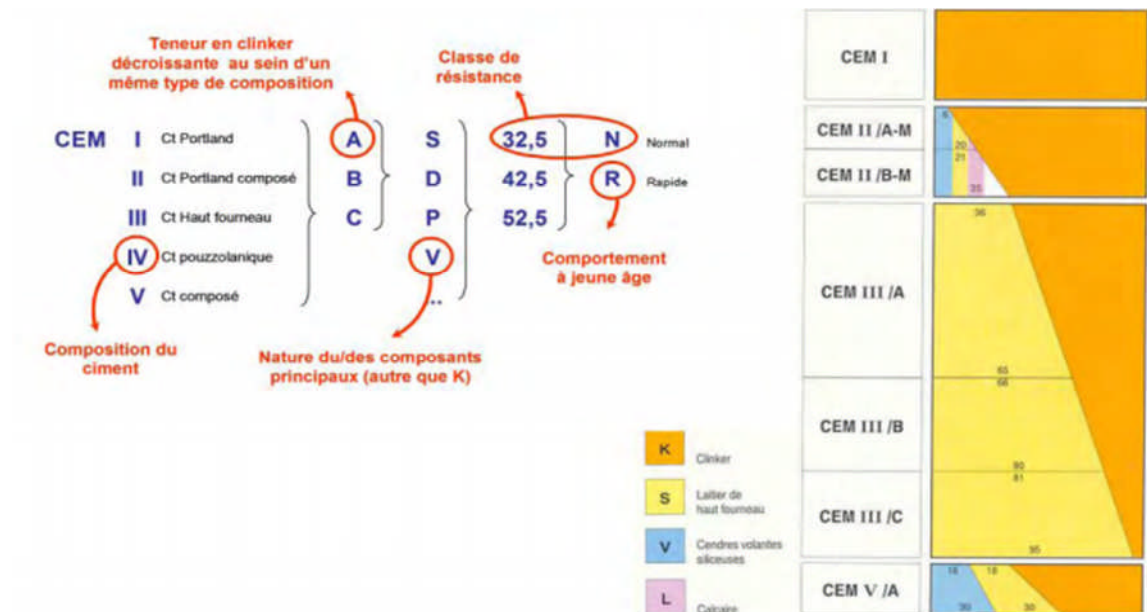 Teneur en clinker
décroissante au sein d'un
même type de composition
Classe de
résistance
CEM I Ct Portland A S 32,5 N Normal
II Ct Portland composé B D 42,5 R Rapide
III Ct Haut fourneau C P 52,5
IV Ct pouzzolanique V
V Ct composé ..
Comportement
à jeune âge
Composition du
ciment
Nature du/des composants
principaux (autre que K)
K Clinker
S Laitier de
haut fourneau
V Cendres volantes
siliceuses
L Calcaire
CEM I
CEM II /A-M
6
20
CEM II /B-M
21
35
CEM III /A
36
65
CEM III /B
66
80
CEM III /C
81
95
CEM V /A
18 18
30 30